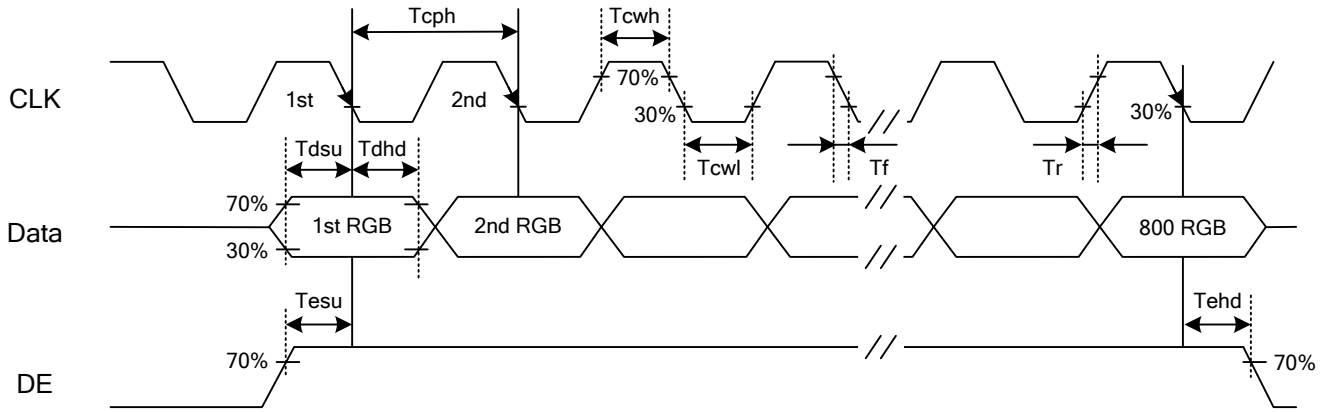 Tcph
Tcwh
CLK
1st
2nd
70%
30%
30%
Tdsu
Tdhd
Tcwl
Tf
Tr
Data
70%
30%
1st RGB
2nd RGB
800 RGB
Tesu
Tehd
DE
70%
70%